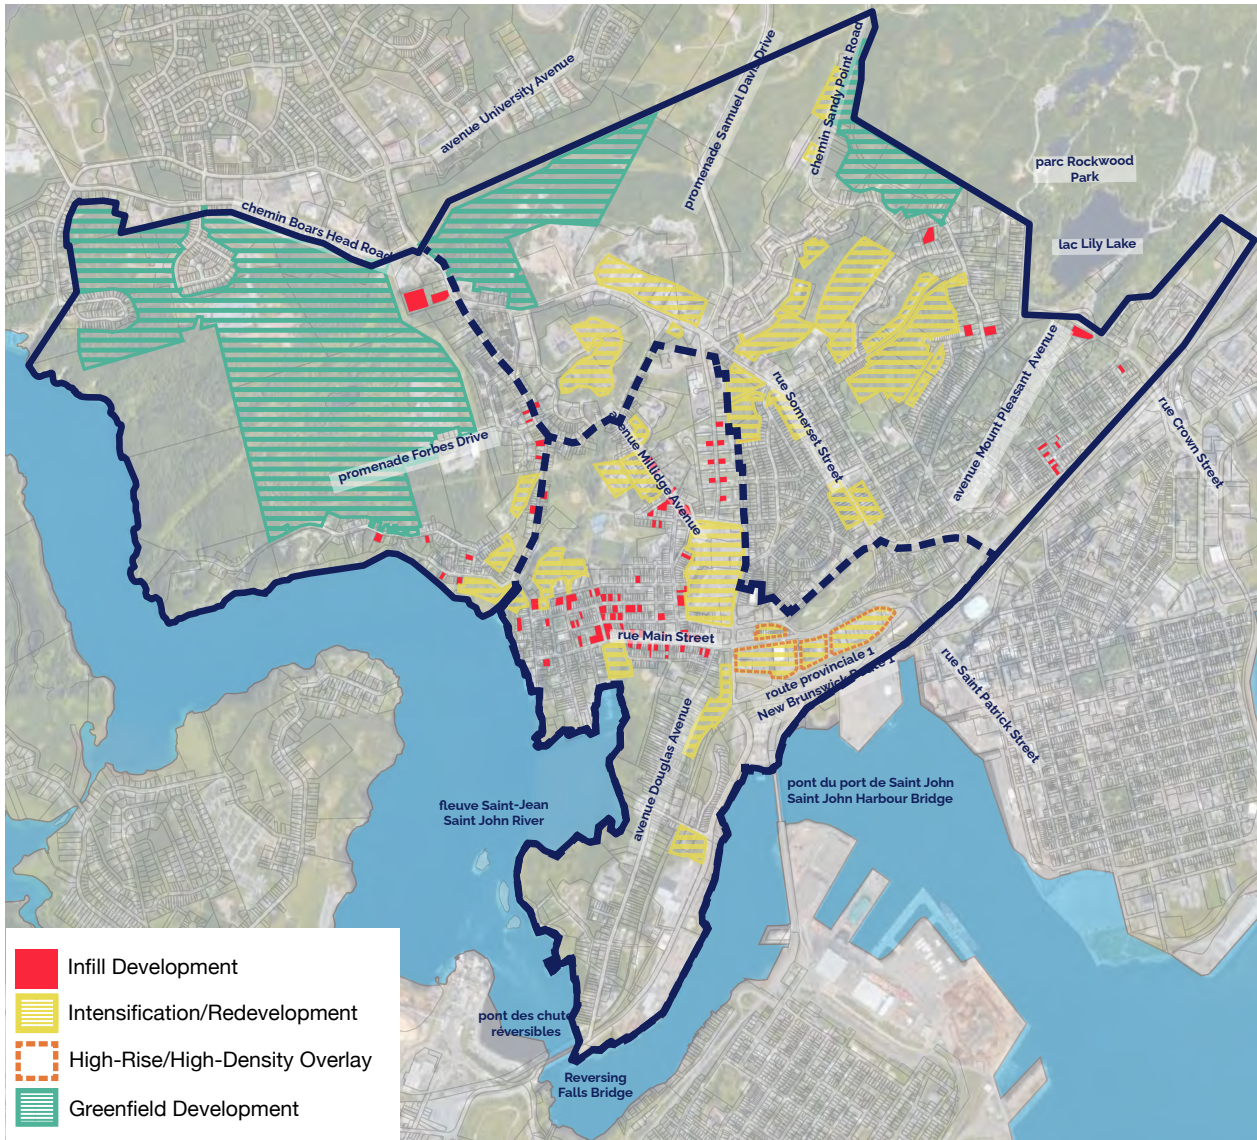 avenue University Avenue
promenade Samuel Davis Drive
chemin Sandy Point Road
parc Rockwood
Park
lac Lily Lake
chemin Boars Head Road
promenade Forbes Drive
avenue Millidge Avenue
rue Somerset Street
avenue Mount Pleasant Avenue
rue Crown Street
rue Main Street
route provinciale 1
New Brunswick Route 1
rue Saint Patrick Street
avenue Douglas Avenue
fleuve Saint-Jean
Saint John River
pont du port de Saint John
Saint John Harbour Bridge
pont des chute
réversibles
Reversing
Falls Bridge
Infill Development
Intensification/Redevelopment
High-Rise/High-Density Overlay
Greenfield Development